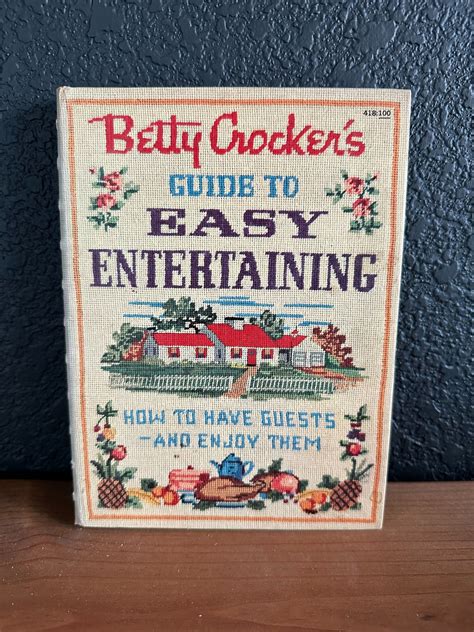 418:100
Betty Crocker's
GUIDE TO
EASY
ENTERTAINING
HOW TO HAVE GUESTS
—AND ENJOY THEM